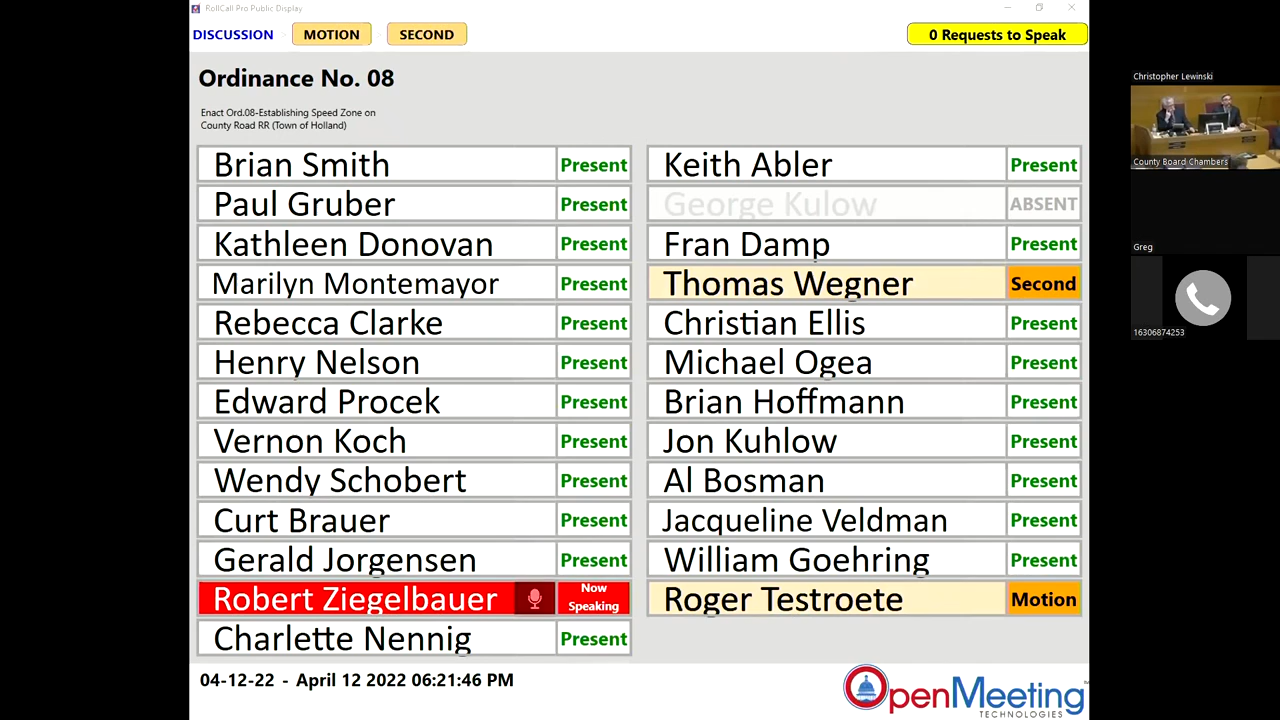 RollCall Pro Public Display
DISCUSSION MOTION SECOND 0 Requests to Speak
Ordinance No. 08
Enact Ord.08-Establishing Speed Zone on
County Road RR (Town of Holland)
Brian Smith Present
Paul Gruber Present
Kathleen Donovan Present
Marilyn Montemayor Present
Rebecca Clarke Present
Henry Nelson Present
Edward Procek Present
Vernon Koch Present
Wendy Schobert Present
Curt Brauer Present
Gerald Jorgensen Present
Robert Ziegelbauer Now Speaking
Charlette Nennig Present
Keith Abler Present
George Kulow ABSENT
Fran Damp Present
Thomas Wegner Second
Christian Ellis Present
Michael Ogea Present
Brian Hoffmann Present
Jon Kuhlow Present
Al Bosman Present
Jacqueline Veldman Present
William Goehring Present
Roger Testroete Motion
04-12-22 - April 12 2022 06:21:46 PM
OpenMeeting
TECHNOLOGIES
Christopher Lewinski
County Board Chambers
Greg
16306874253